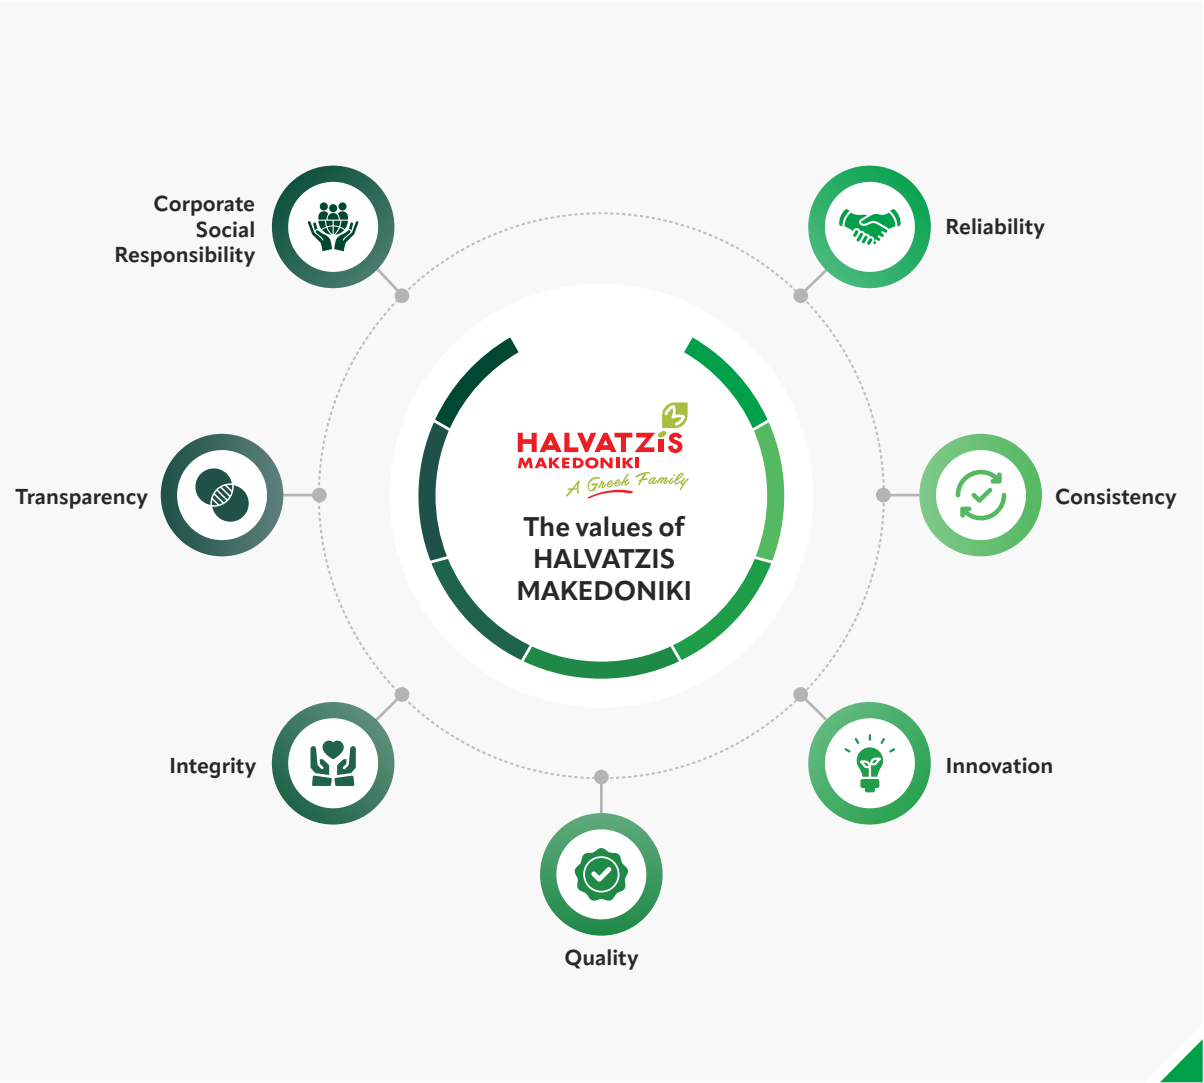 Corporate
Social
Responsibility
Reliability
HALVATZiS
MAKEDONIKI
A Greek Family
The values of
HALVATZIS
MAKEDONIKI
Transparency
Consistency
Integrity
Innovation
Quality